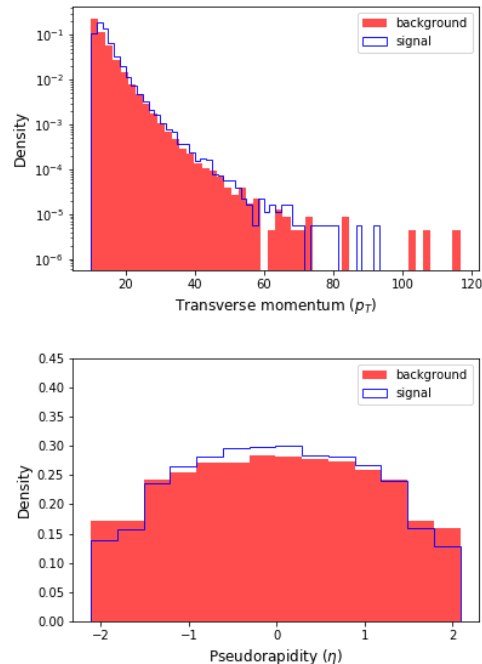 10⁻¹
10⁻²
10⁻³
10⁻⁴
10⁻⁵
10⁻⁶
Density
background
signal
20 40 60 80 100 120
Transverse momentum (p_T)
0.45
0.40
0.35
0.30
0.25
0.20
0.15
0.10
0.05
0.00
Density
background
signal
−2 −1 0 1 2
Pseudorapidity (η)